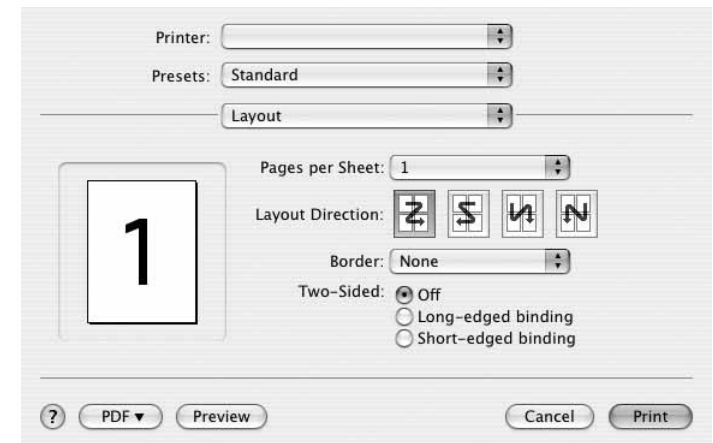 Printer:
Presets: Standard
Layout
Pages per Sheet: 1
Layout Direction:
1
Border: None
Two-Sided: Off
Long-edged binding
Short-edged binding
? PDF ▼ Preview Cancel Print